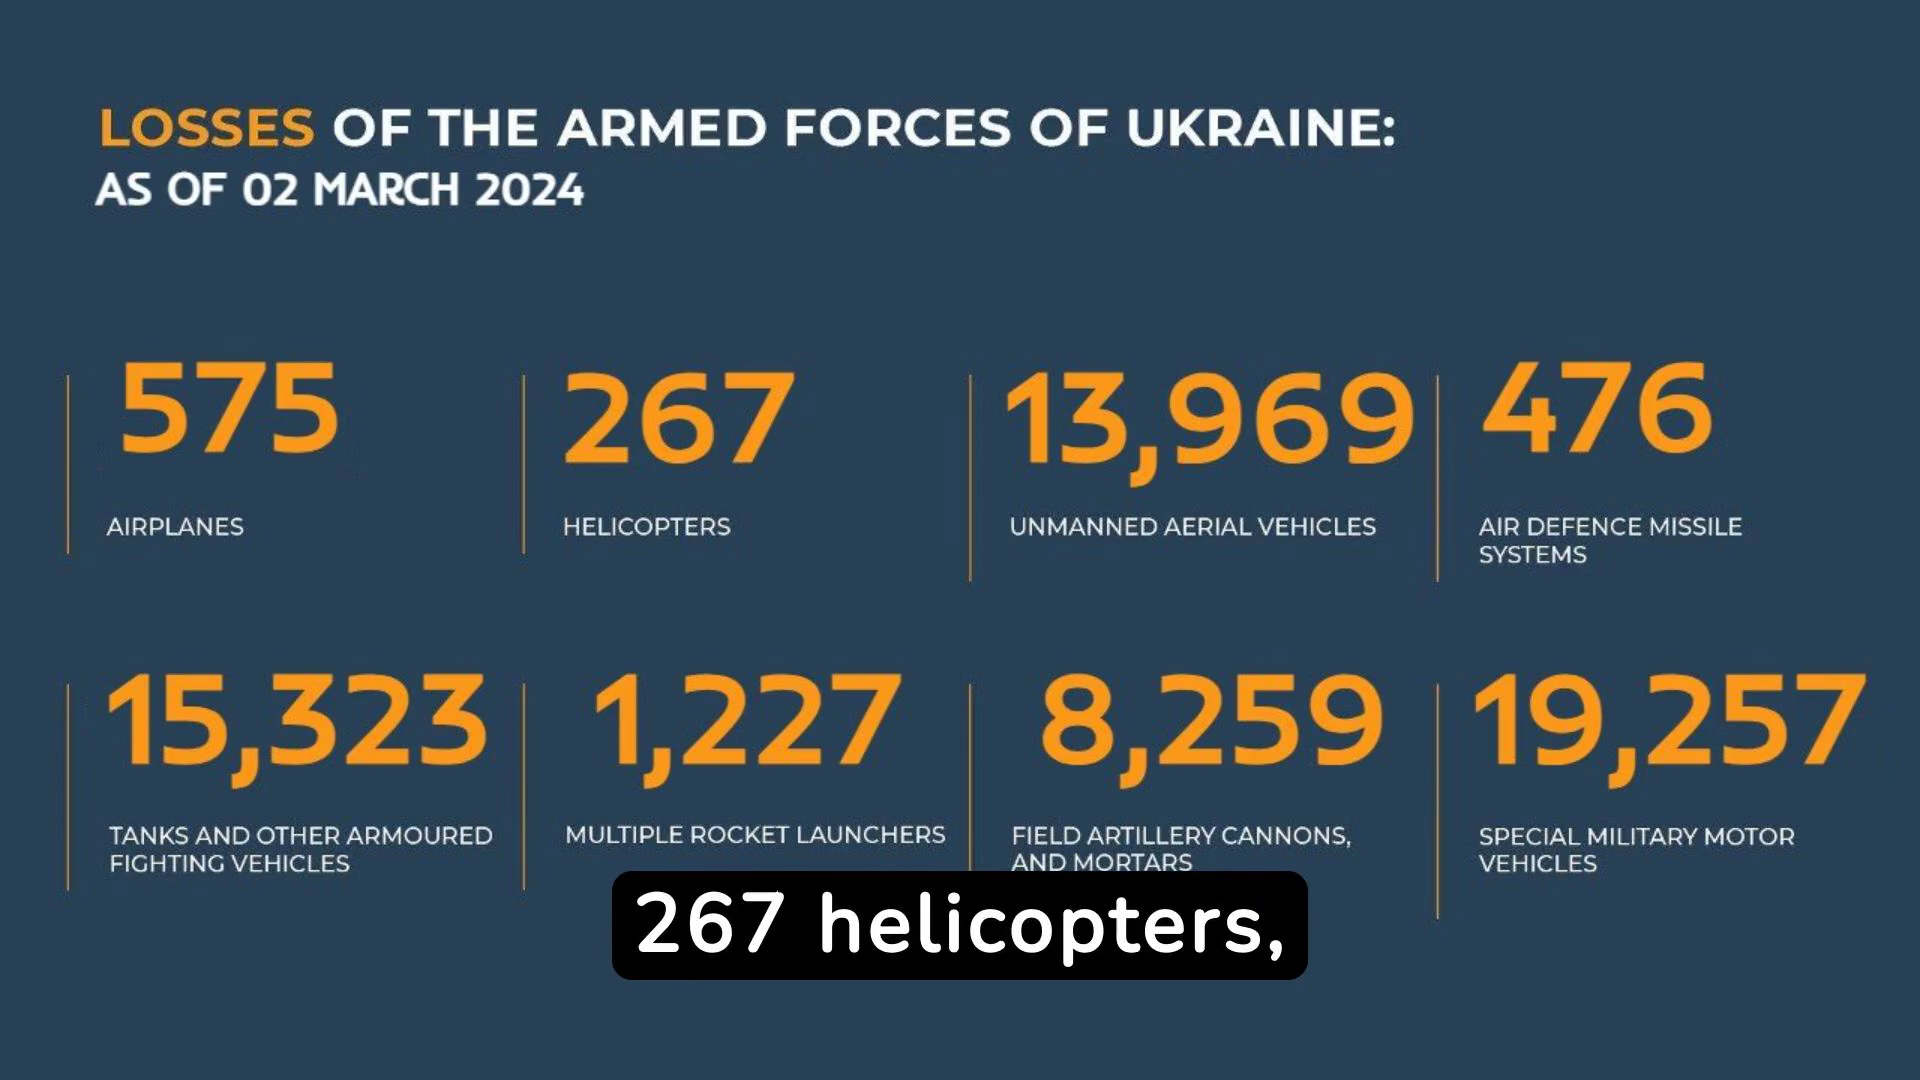 LOSSES OF THE ARMED FORCES OF UKRAINE:
AS OF 02 MARCH 2024
575
AIRPLANES
267
HELICOPTERS
13,969
UNMANNED AERIAL VEHICLES
476
AIR DEFENCE MISSILE
SYSTEMS
15,323
TANKS AND OTHER ARMOURED
FIGHTING VEHICLES
1,227
MULTIPLE ROCKET LAUNCHERS
8,259
FIELD ARTILLERY CANNONS,
AND MORTARS
19,257
SPECIAL MILITARY MOTOR
VEHICLES
267 helicopters,